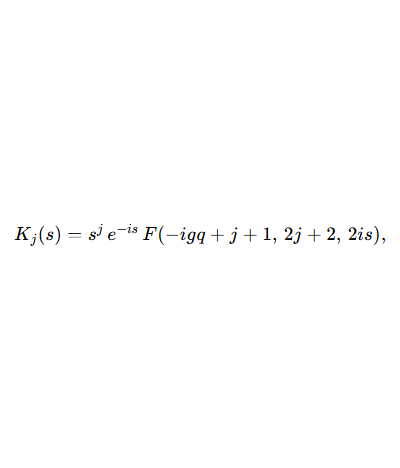 K_j(s) = s^j e^{-is} F(-igq + j + 1, 2j + 2, 2is),